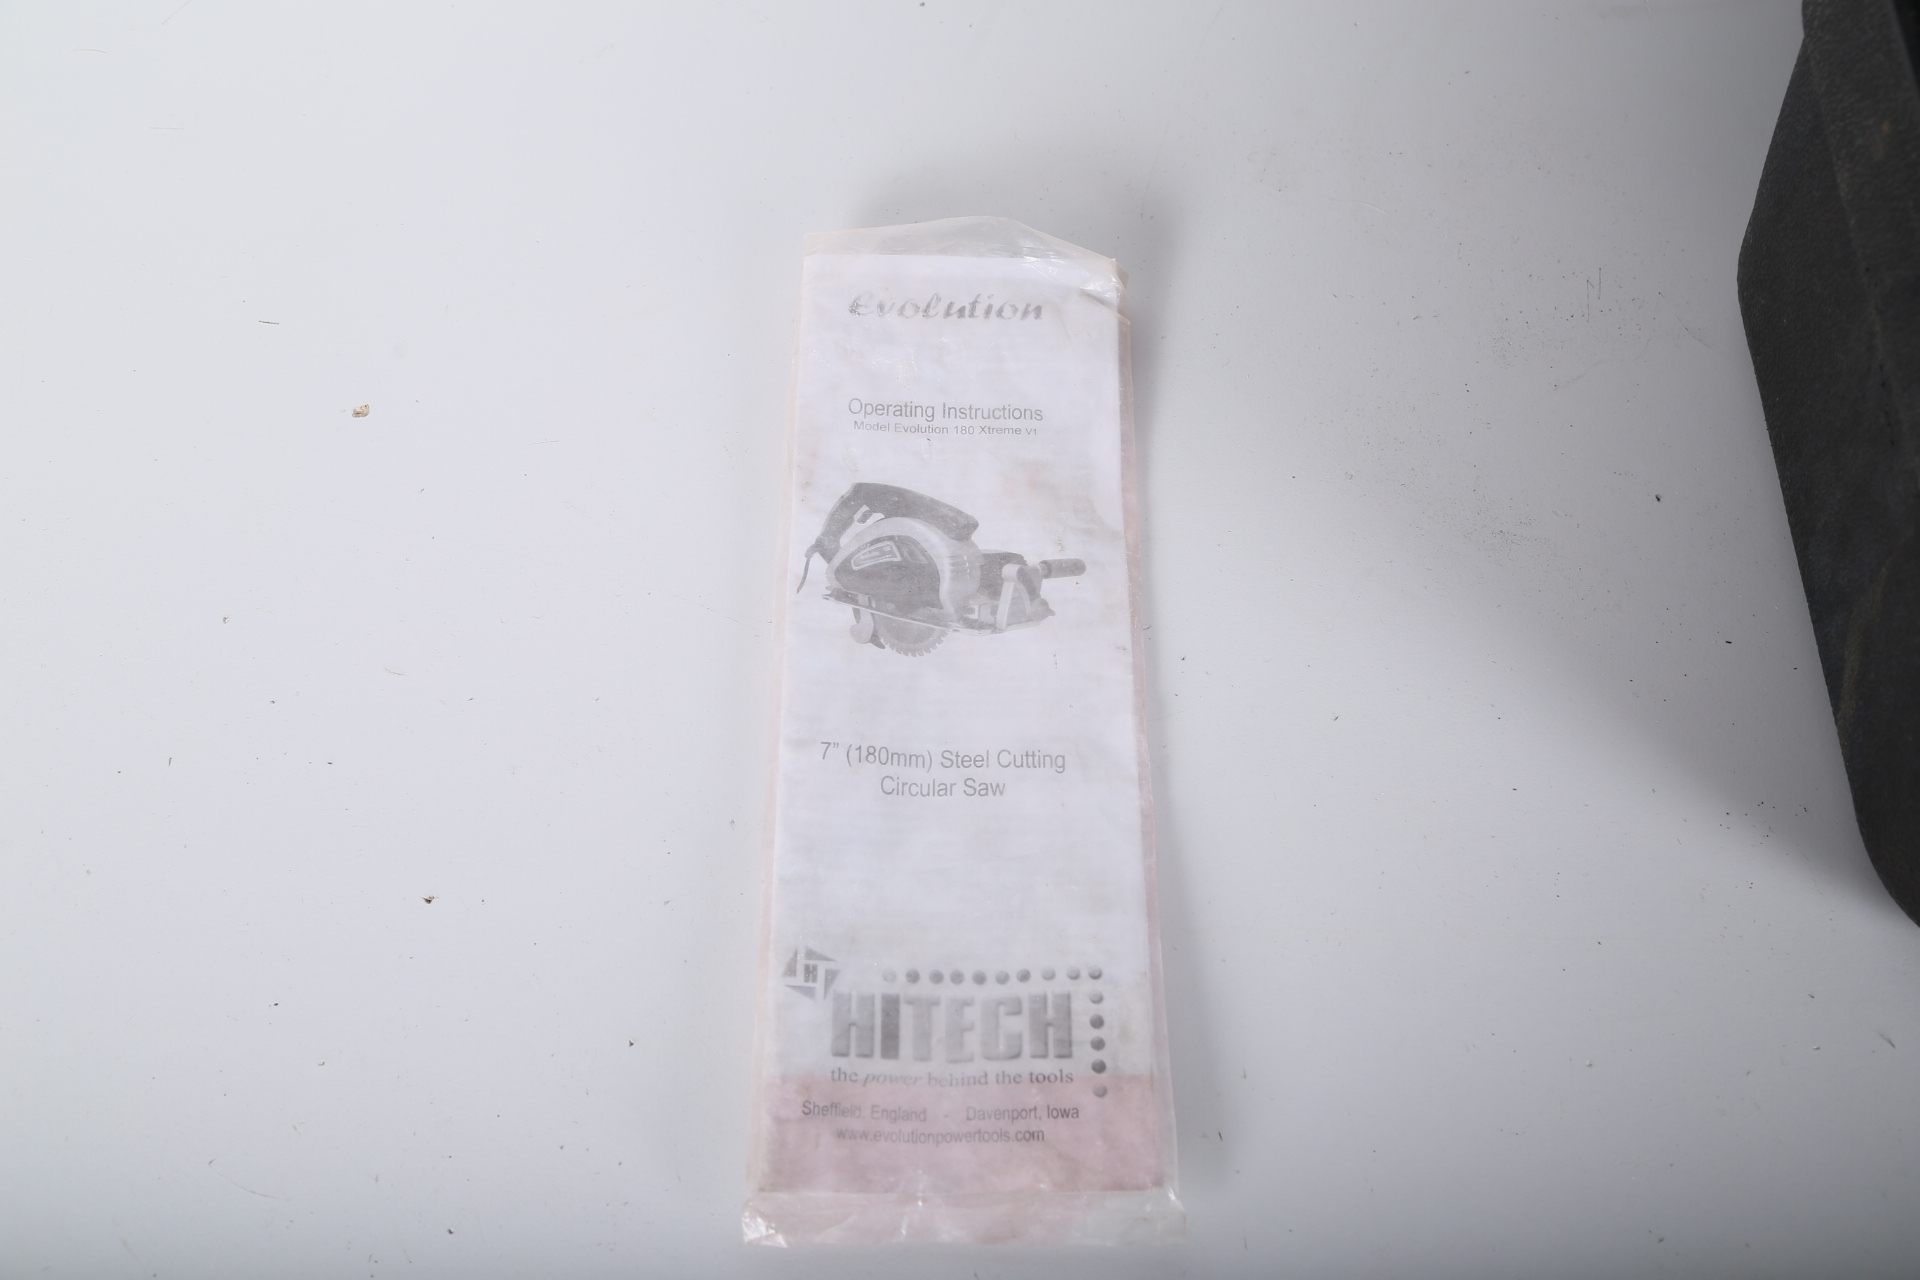 Evolution
Operating Instructions
Model Evolution 180 Xtreme V1
7" (180mm) Steel Cutting
Circular Saw
H
HITECH
the power behind the tools
Sheffield, England - Davenport, Iowa
www.evolutionpowertools.com